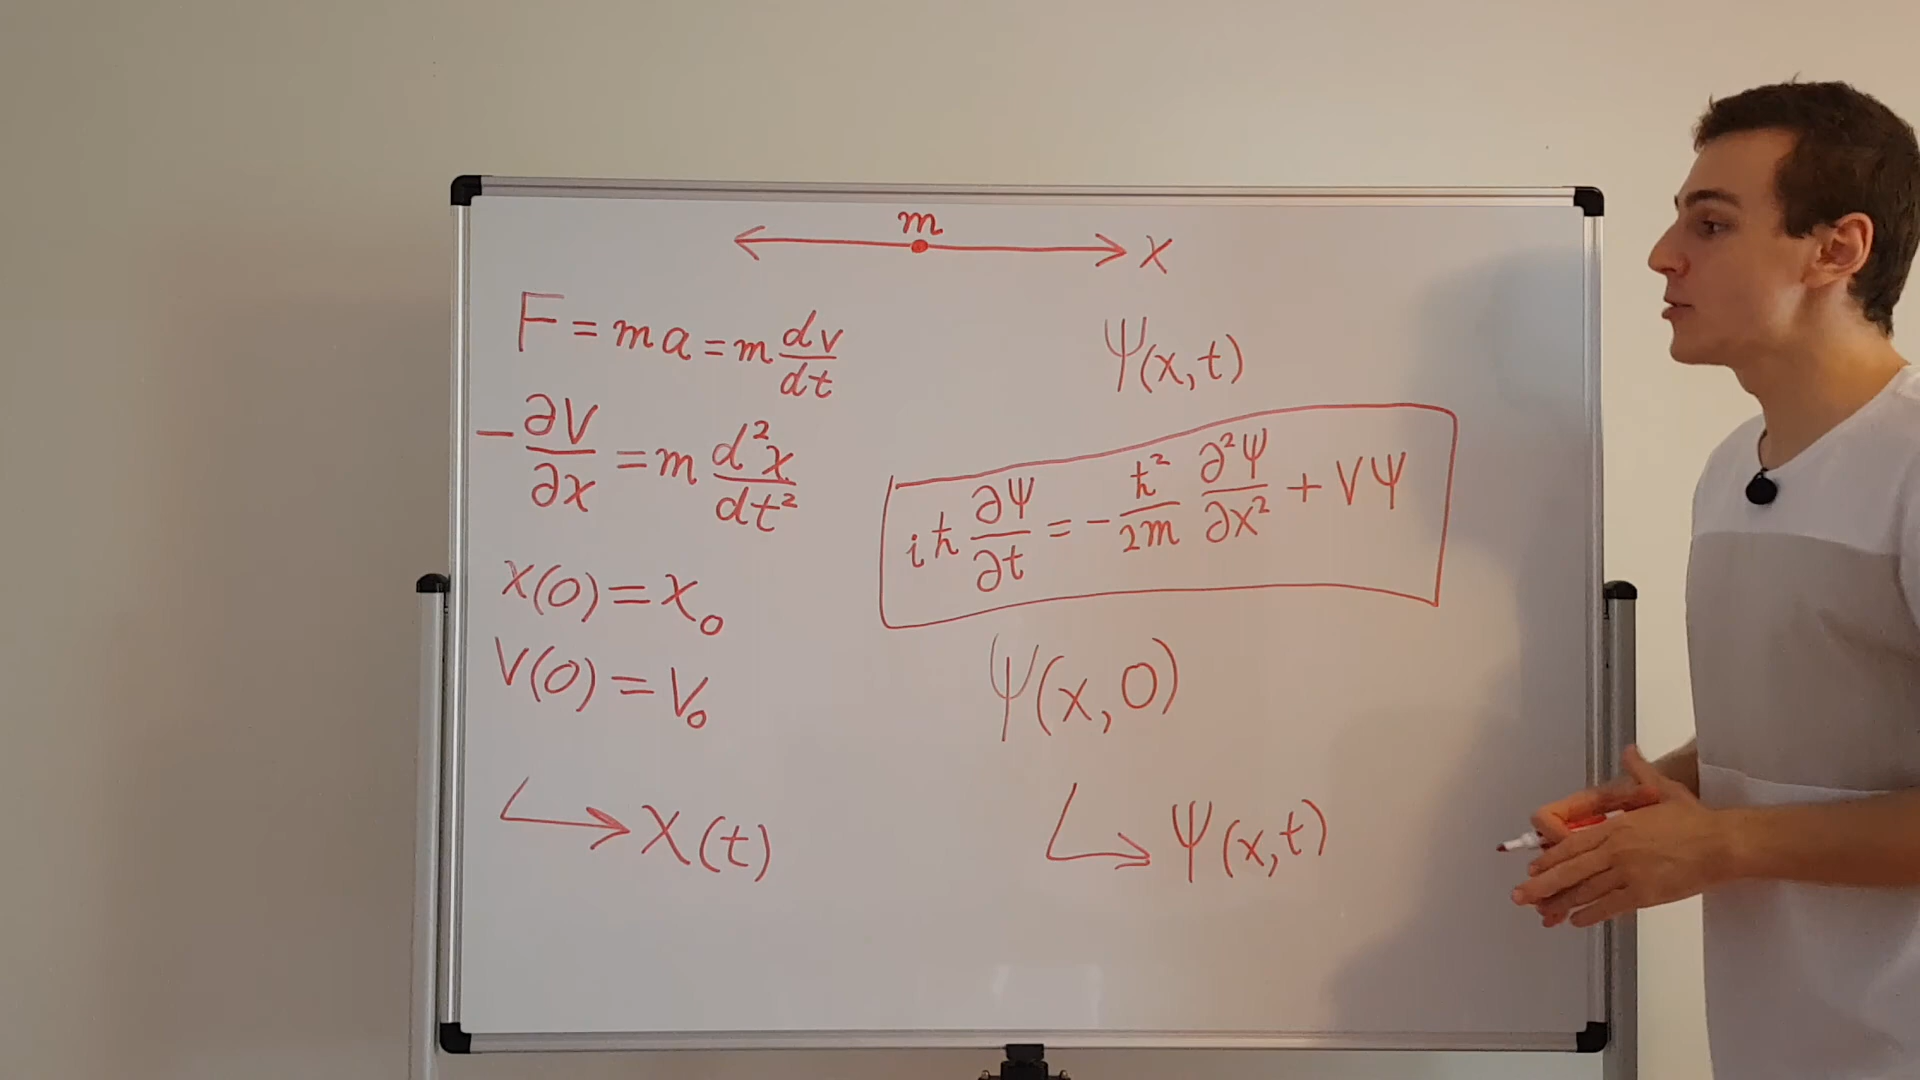 m
x
F = ma = m dv/dt
-∂V/∂x = m d²x/dt²
x(0) = x₀
V(0) = V₀
x(t)
Ψ(x,t)
iħ ∂Ψ/∂t = -ħ²/2m ∂²Ψ/∂x² + VΨ
Ψ(x,0)
Ψ(x,t)